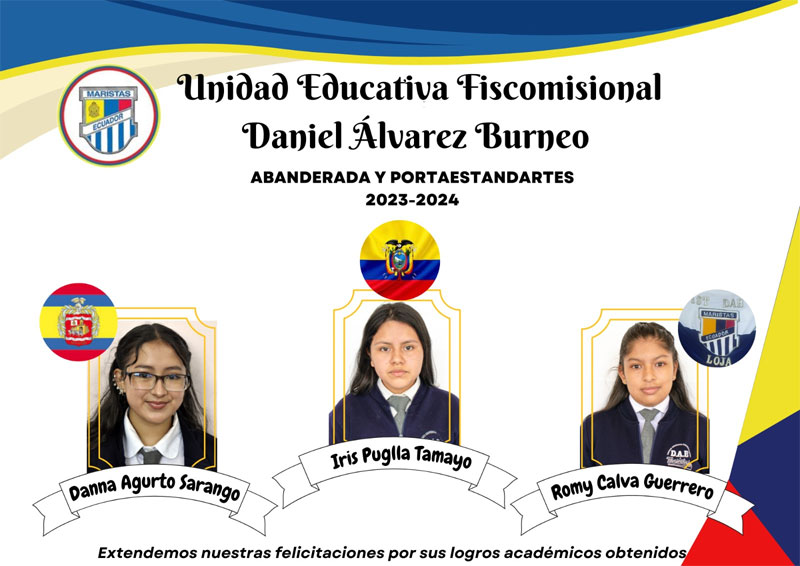 Unidad Educativa Fiscomisional
Daniel Álvarez Burneo
MARISTAS
ECUADOR
ABANDERADA Y PORTAESTANDARTES
2023-2024
DAB
MARISTAS
ECUADOR
LOJA
D.A.B
Danna Agurto Sarango
Iris Puglla Tamayo
Romy Calva Guerrero
Extendemos nuestras felicitaciones por sus logros académicos obtenidos